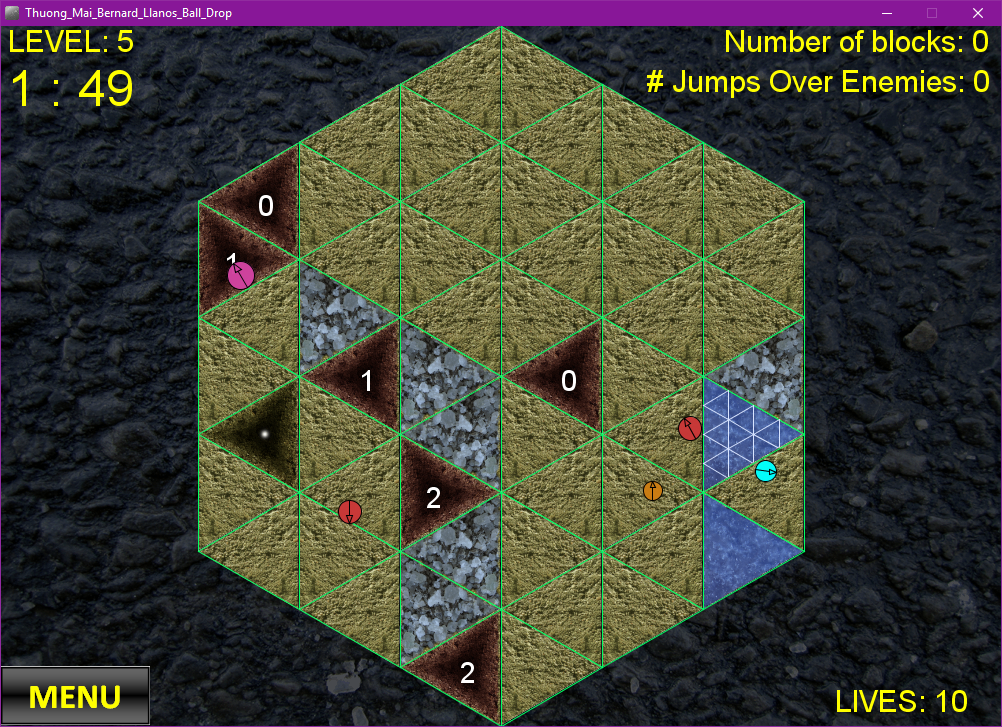 Thuong_Mai_Bernard_Llanos_Ball_Drop
LEVEL: 5
Number of blocks: 0
1 : 49
# Jumps Over Enemies: 0
0
1
1
0
2
2
MENU
LIVES: 10